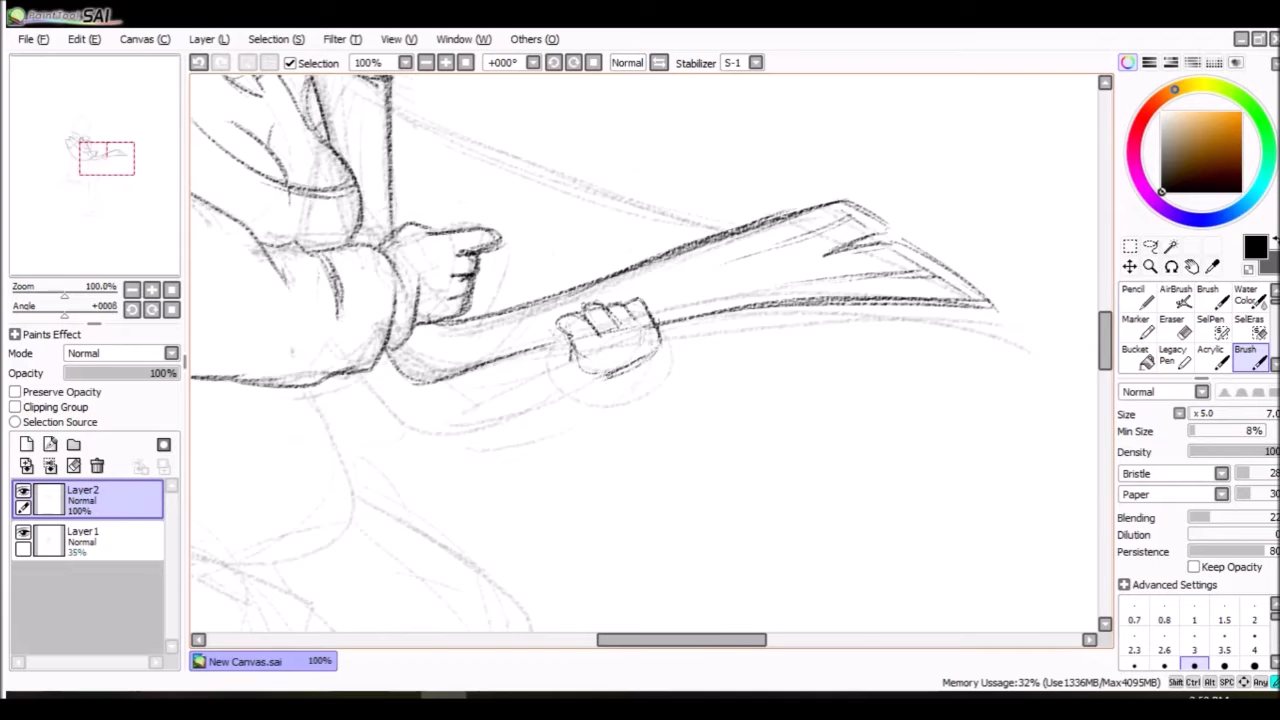 PaintTool SAI
File (F) Edit (E) Canvas (C) Layer (L) Selection (S) Filter (T) View (V) Window (W) Others (O)
Selection 100% +000° Normal Stabilizer S-1
Zoom 100.0%
Angle +000§
Paints Effect
Mode Normal
Opacity 100%
Preserve Opacity
Clipping Group
Selection Source
Layer2
Normal
100%
Layer1
Normal
35%
Pencil AirBrush Brush Water
Color
Marker Eraser SelPen SelEras
Bucket Legacy Acrylic Brush
Pen
Normal
Size x 5.0 7.0
Min Size 8%
Density 100
Bristle 28
Paper 30
Blending 22
Dilution 0
Persistence 80
Keep Opacity
Advanced Settings
0.7 0.8 1 1.5 2
2.3 2.6 3 3.5 4
New Canvas.sai 100%
Memory Ussage:32% (Use1336MB/Max4095MB) Shift Ctrl Alt SPC Any